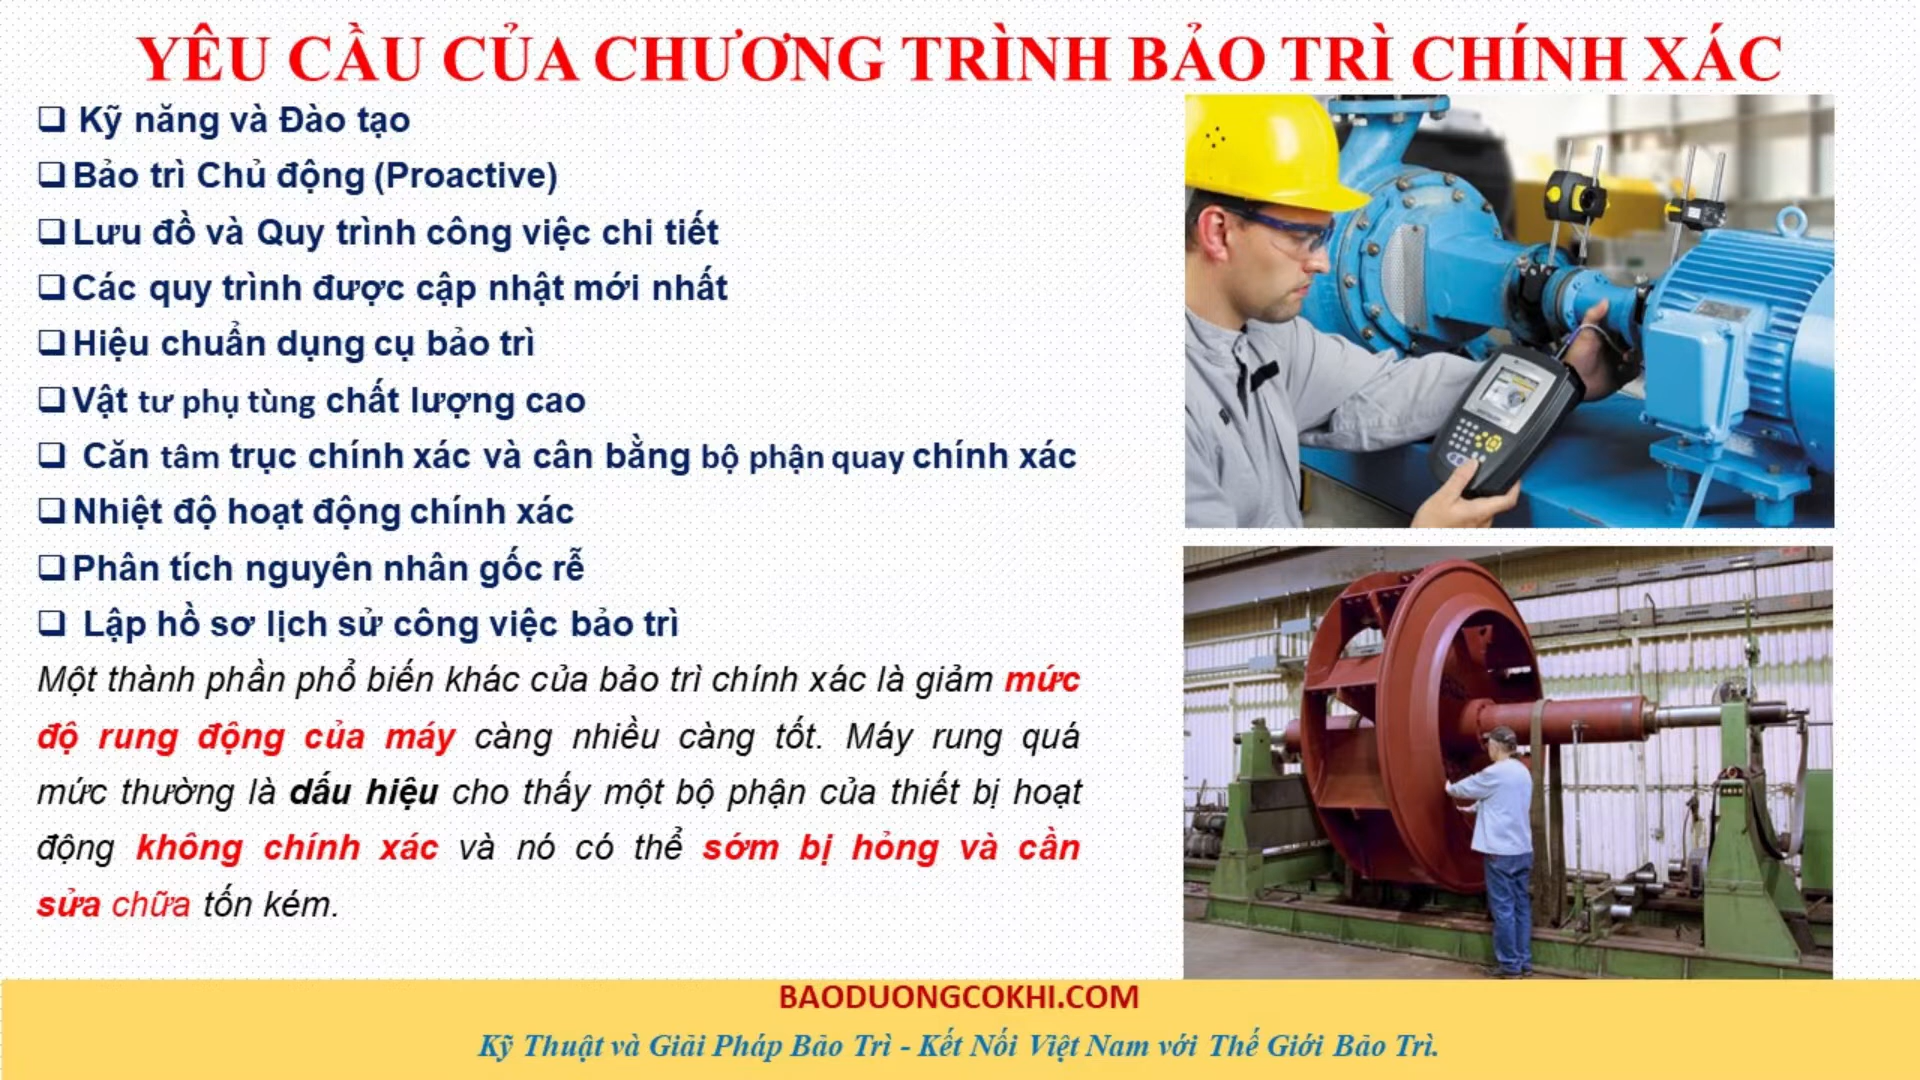 YÊU CẦU CỦA CHƯƠNG TRÌNH BẢO TRÌ CHÍNH XÁC
Kỹ năng và Đào tạo
Bảo trì Chủ động (Proactive)
Lưu đồ và Quy trình công việc chi tiết
Các quy trình được cập nhật mới nhất
Hiệu chuẩn dụng cụ bảo trì
Vật tư phụ tùng chất lượng cao
Căn tâm trục chính xác và cân bằng bộ phận quay chính xác
Nhiệt độ hoạt động chính xác
Phân tích nguyên nhân gốc rễ
Lập hồ sơ lịch sử công việc bảo trì
Một thành phần phổ biến khác của bảo trì chính xác là giảm mức
độ rung động của máy càng nhiều càng tốt. Máy rung quá
mức thường là dấu hiệu cho thấy một bộ phận của thiết bị hoạt
động không chính xác và nó có thể sớm bị hỏng và cần
sửa chữa tốn kém.
BAODUONGCOKHI.COM
Kỹ Thuật và Giải Pháp Bảo Trì - Kết Nối Việt Nam với Thế Giới Bảo Trì.